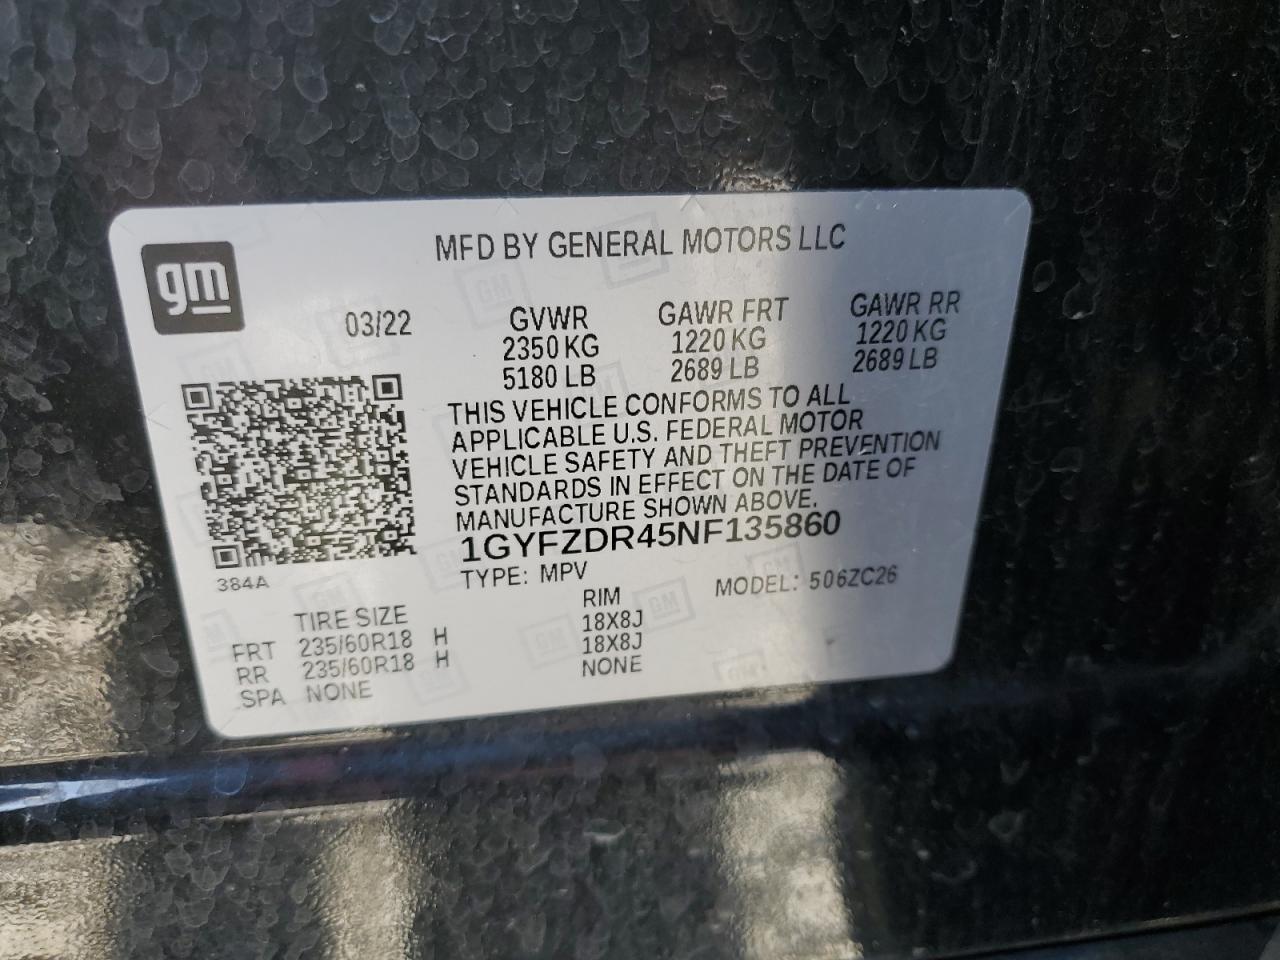 MFD BY GENERAL MOTORS LLC
gm
03/22 GVWR GAWR FRT GAWR RR
2350 KG 1220 KG 1220 KG
5180 LB 2689 LB 2689 LB
THIS VEHICLE CONFORMS TO ALL
APPLICABLE U.S. FEDERAL MOTOR
VEHICLE SAFETY AND THEFT PREVENTION
STANDARDS IN EFFECT ON THE DATE OF
MANUFACTURE SHOWN ABOVE.
1GYFZDR45NF135860
384A
TYPE: MPV MODEL: 506ZC26
TIRE SIZE RIM
FRT 235/60R18 H 18X8J
RR 235/60R18 H 18X8J
SPA NONE NONE